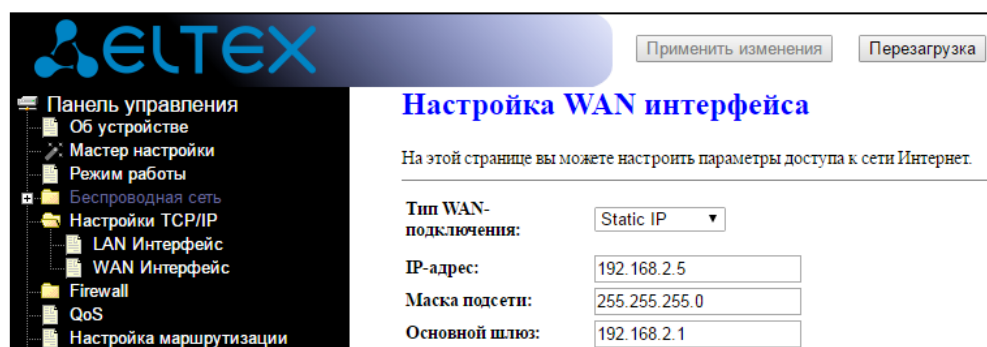 ELTEX
Применить изменения
Перезагрузка
Панель управления
Об устройстве
Мастер настройки
Режим работы
Беспроводная сеть
Настройки TCP/IP
LAN Интерфейс
WAN Интерфейс
Firewall
QoS
Настройка маршрутизации
Настройка WAN интерфейса
На этой странице вы можете настроить параметры доступа к сети Интернет.
Тип WAN-
подключения:
Static IP
IP-адрес:
192.168.2.5
Маска подсети:
255.255.255.0
Основной шлюз:
192.168.2.1